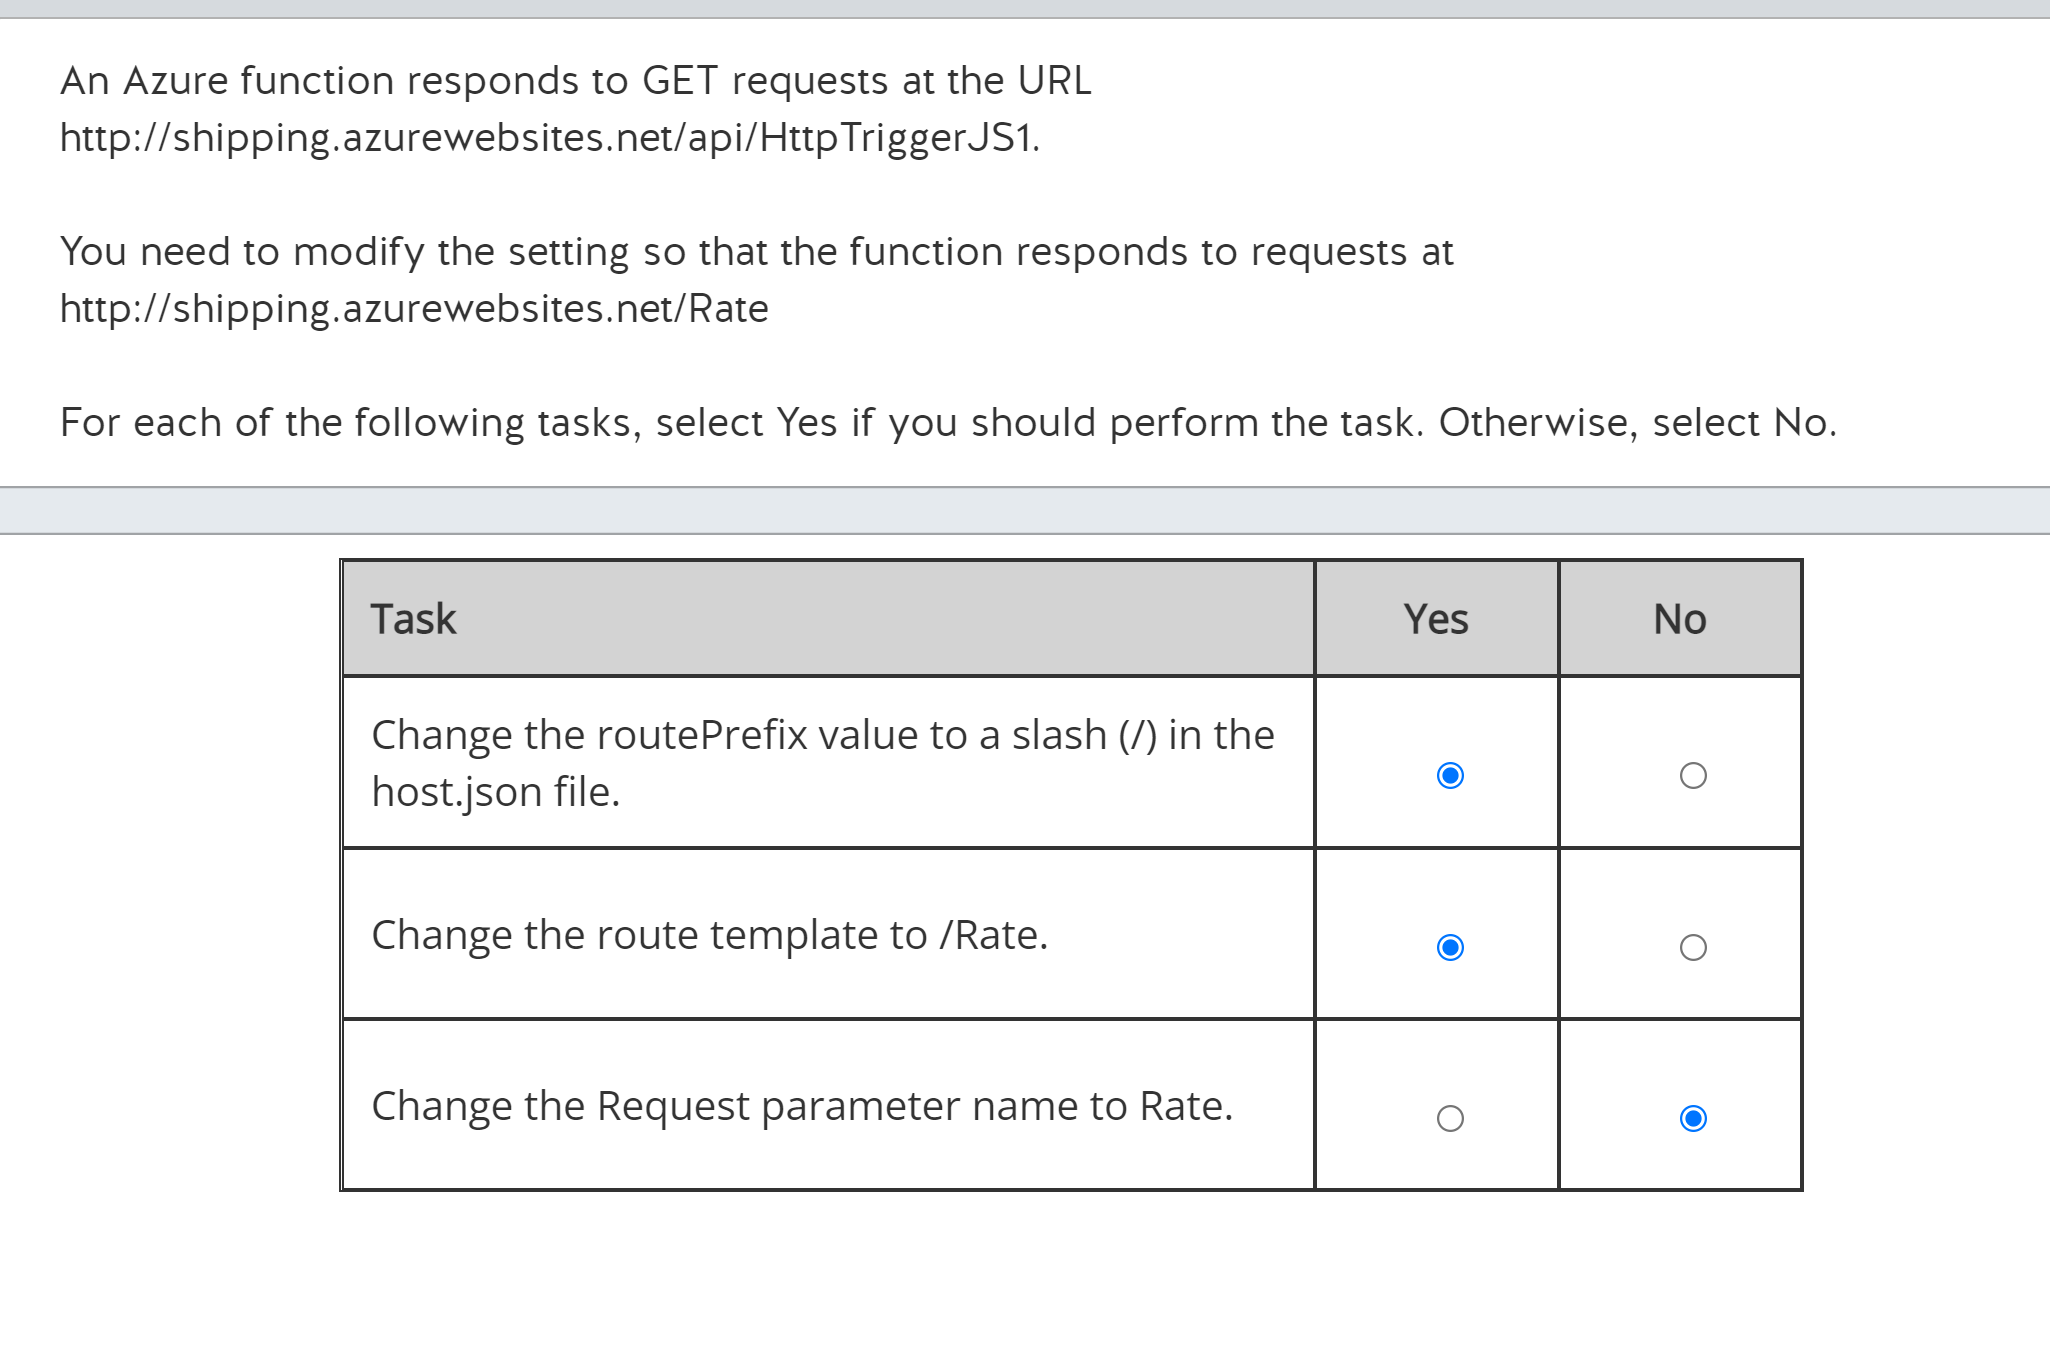 An Azure function responds to GET requests at the URL
http://shipping.azurewebsites.net/api/HttpTriggerJS1.
You need to modify the setting so that the function responds to requests at
http://shipping.azurewebsites.net/Rate
For each of the following tasks, select Yes if you should perform the task. Otherwise, select No.
Task Yes No
Change the routePrefix value to a slash (/) in the
host.json file.
Change the route template to /Rate.
Change the Request parameter name to Rate.